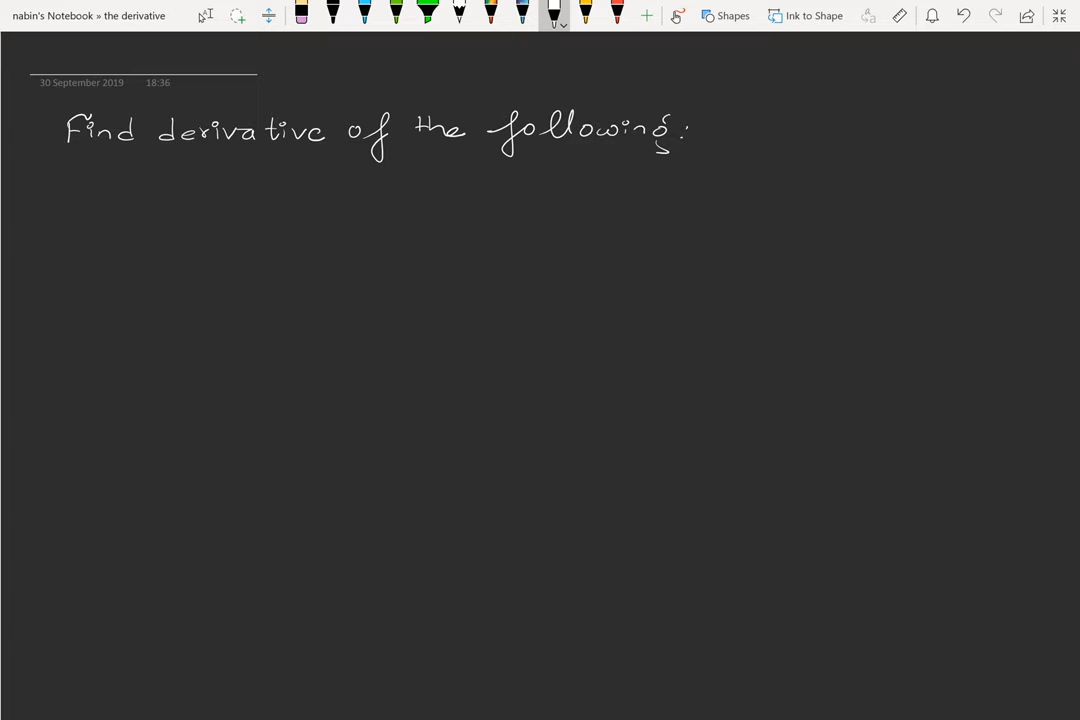 nabin's Notebook » the derivative
Shapes
Ink to Shape
30 September 2019 18:36
Find derivative of the following: